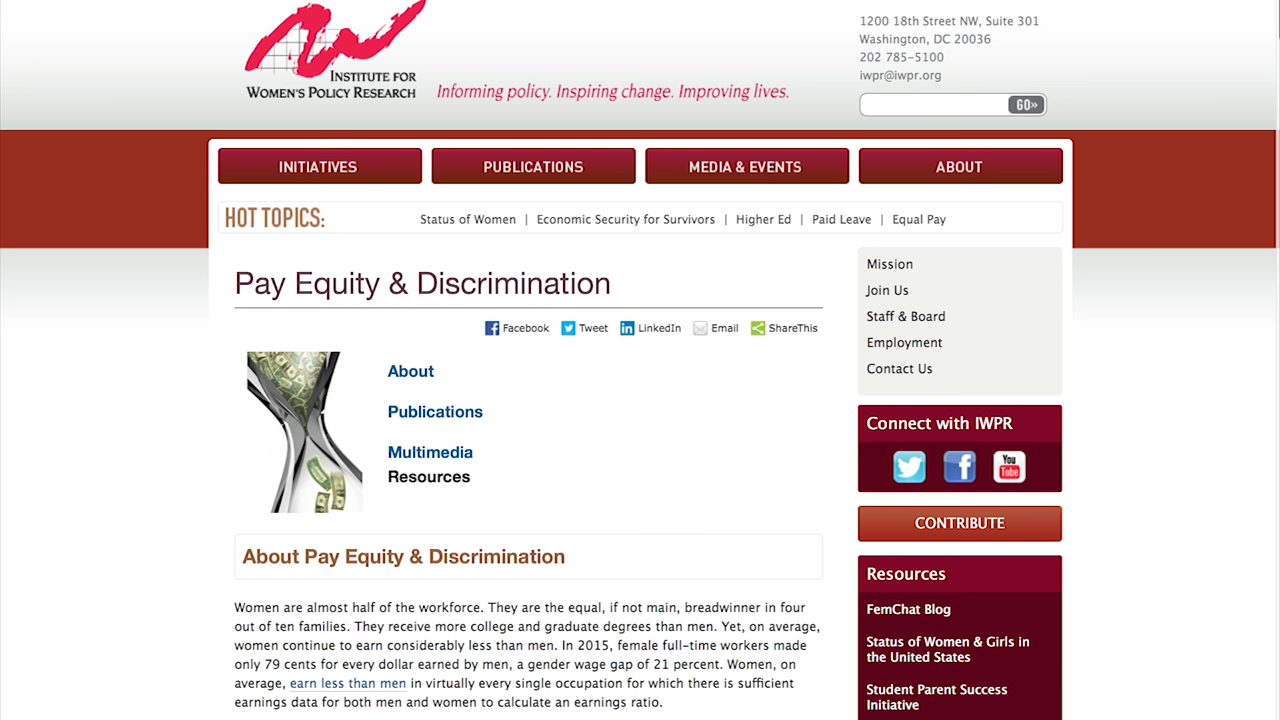 INSTITUTE FOR
WOMEN'S POLICY RESEARCH
Informing policy. Inspiring change. Improving lives.
1200 18th Street NW, Suite 301
Washington, DC 20036
202 785-5100
iwpr@iwpr.org
GO»
INITIATIVES
PUBLICATIONS
MEDIA & EVENTS
ABOUT
HOT TOPICS:
Status of Women | Economic Security for Survivors | Higher Ed | Paid Leave | Equal Pay
Pay Equity & Discrimination
Facebook Tweet LinkedIn Email ShareThis
About
Publications
Multimedia
Resources
About Pay Equity & Discrimination
Women are almost half of the workforce. They are the equal, if not main, breadwinner in four
out of ten families. They receive more college and graduate degrees than men. Yet, on average,
women continue to earn considerably less than men. In 2015, female full-time workers made
only 79 cents for every dollar earned by men, a gender wage gap of 21 percent. Women, on
average, earn less than men in virtually every single occupation for which there is sufficient
earnings data for both men and women to calculate an earnings ratio.
Mission
Join Us
Staff & Board
Employment
Contact Us
Connect with IWPR
You
Tube
CONTRIBUTE
Resources
FemChat Blog
Status of Women & Girls in
the United States
Student Parent Success
Initiative